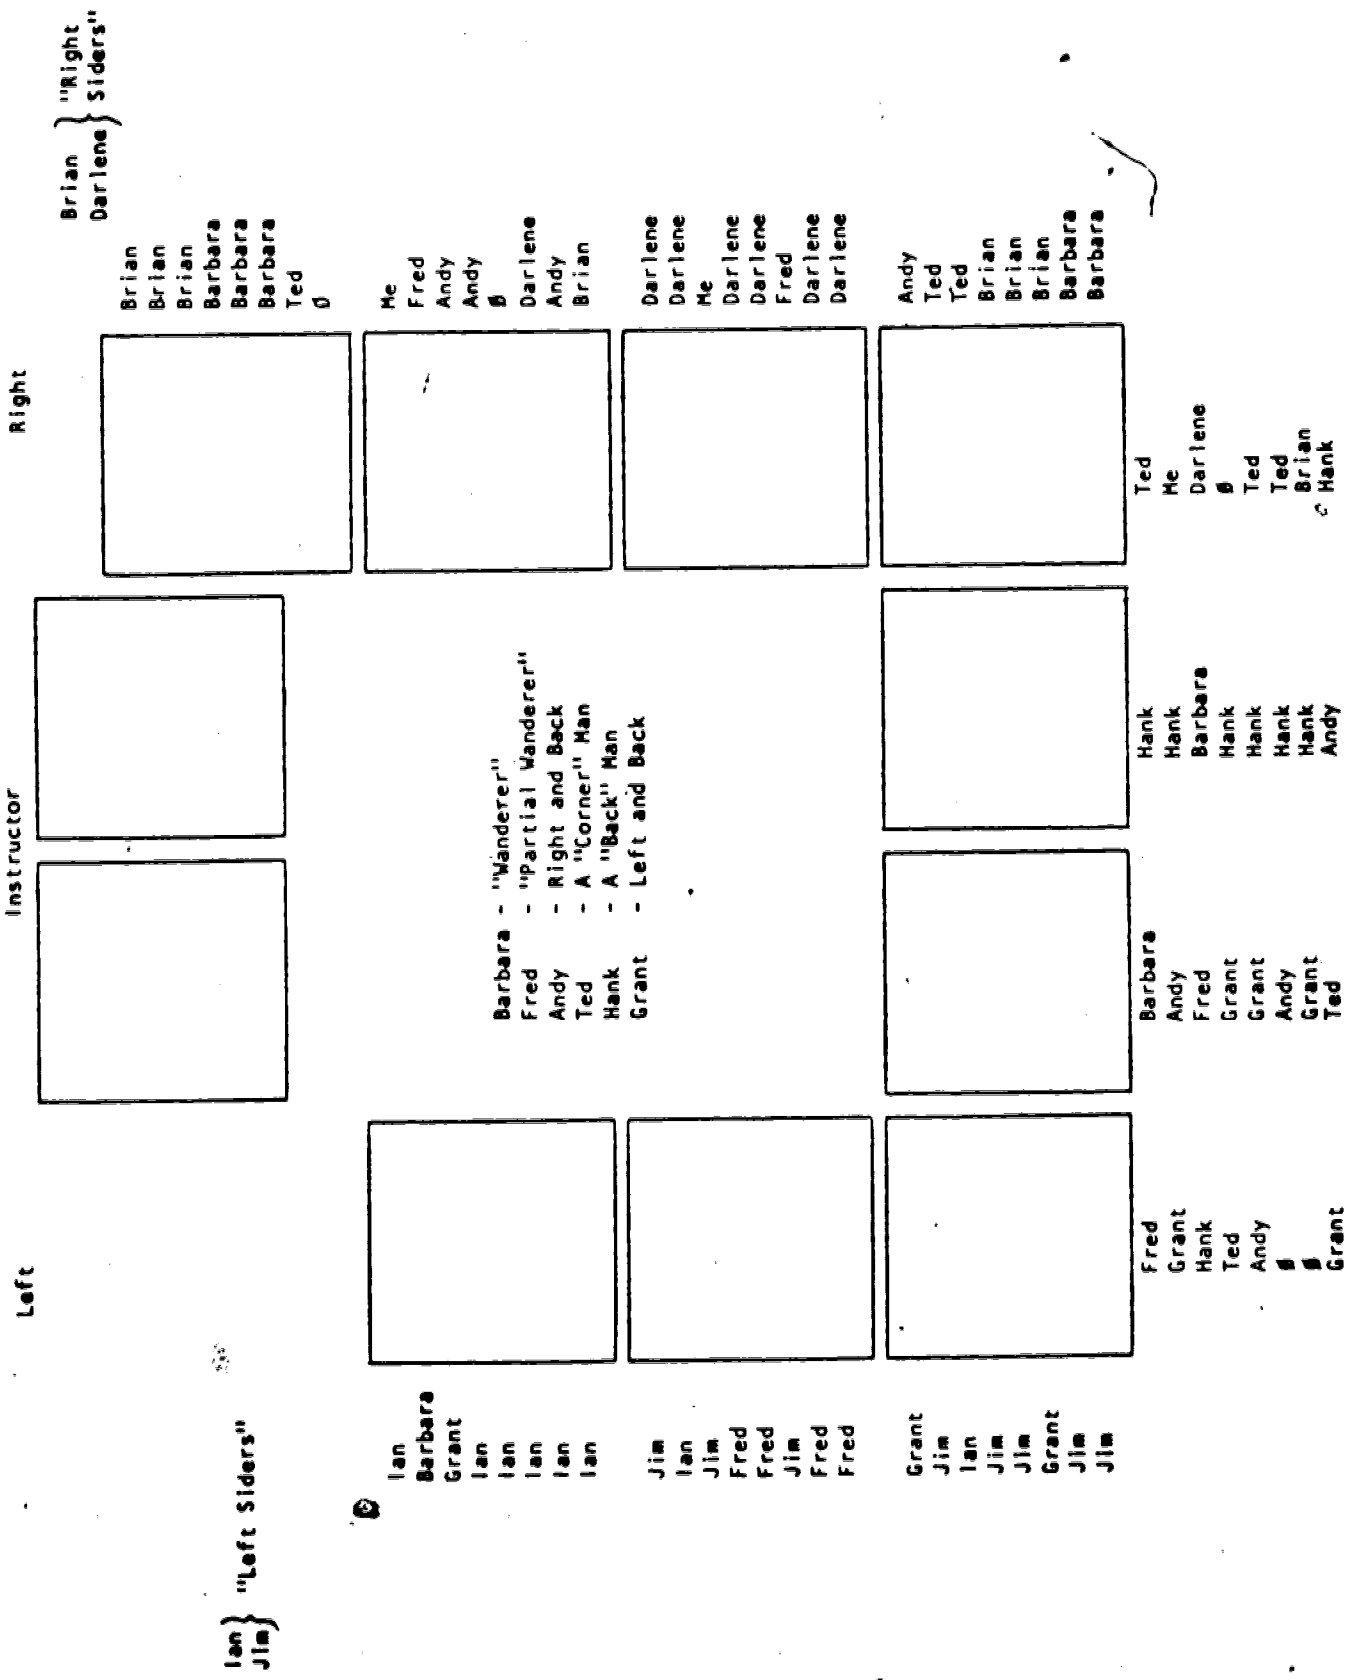 Left
Instructor
Right
Brian } "Right
Darlene } Siders"
Ian } "Left Siders"
Jim }
Brian
Brian
Brian
Barbara
Barbara
Barbara
Ted
Ø
Ian
Barbara
Grant
Ian
Ian
Ian
Ian
Ian
Me
Fred
Andy
Andy
Ø
Darlene
Andy
Brian
Barbara - "Wanderer"
Fred - "Partial Wanderer"
Andy - Right and Back
Ted - A "Corner" Man
Hank - A "Back" Man
Grant - Left and Back
Jim
Ian
Jim
Fred
Fred
Jim
Fred
Fred
Darlene
Darlene
Me
Darlene
Darlene
Fred
Darlene
Darlene
Grant
Jim
Ian
Jim
Jim
Grant
Jim
Jim
Andy
Ted
Ted
Brian
Brian
Brian
Barbara
Barbara
Fred
Grant
Hank
Ted
Andy
Ø
Ø
Grant
Barbara
Andy
Fred
Grant
Grant
Andy
Grant
Ted
Hank
Hank
Barbara
Hank
Hank
Hank
Hank
Andy
Ted
Me
Darlene
Ø
Ted
Ted
Brian
Hank